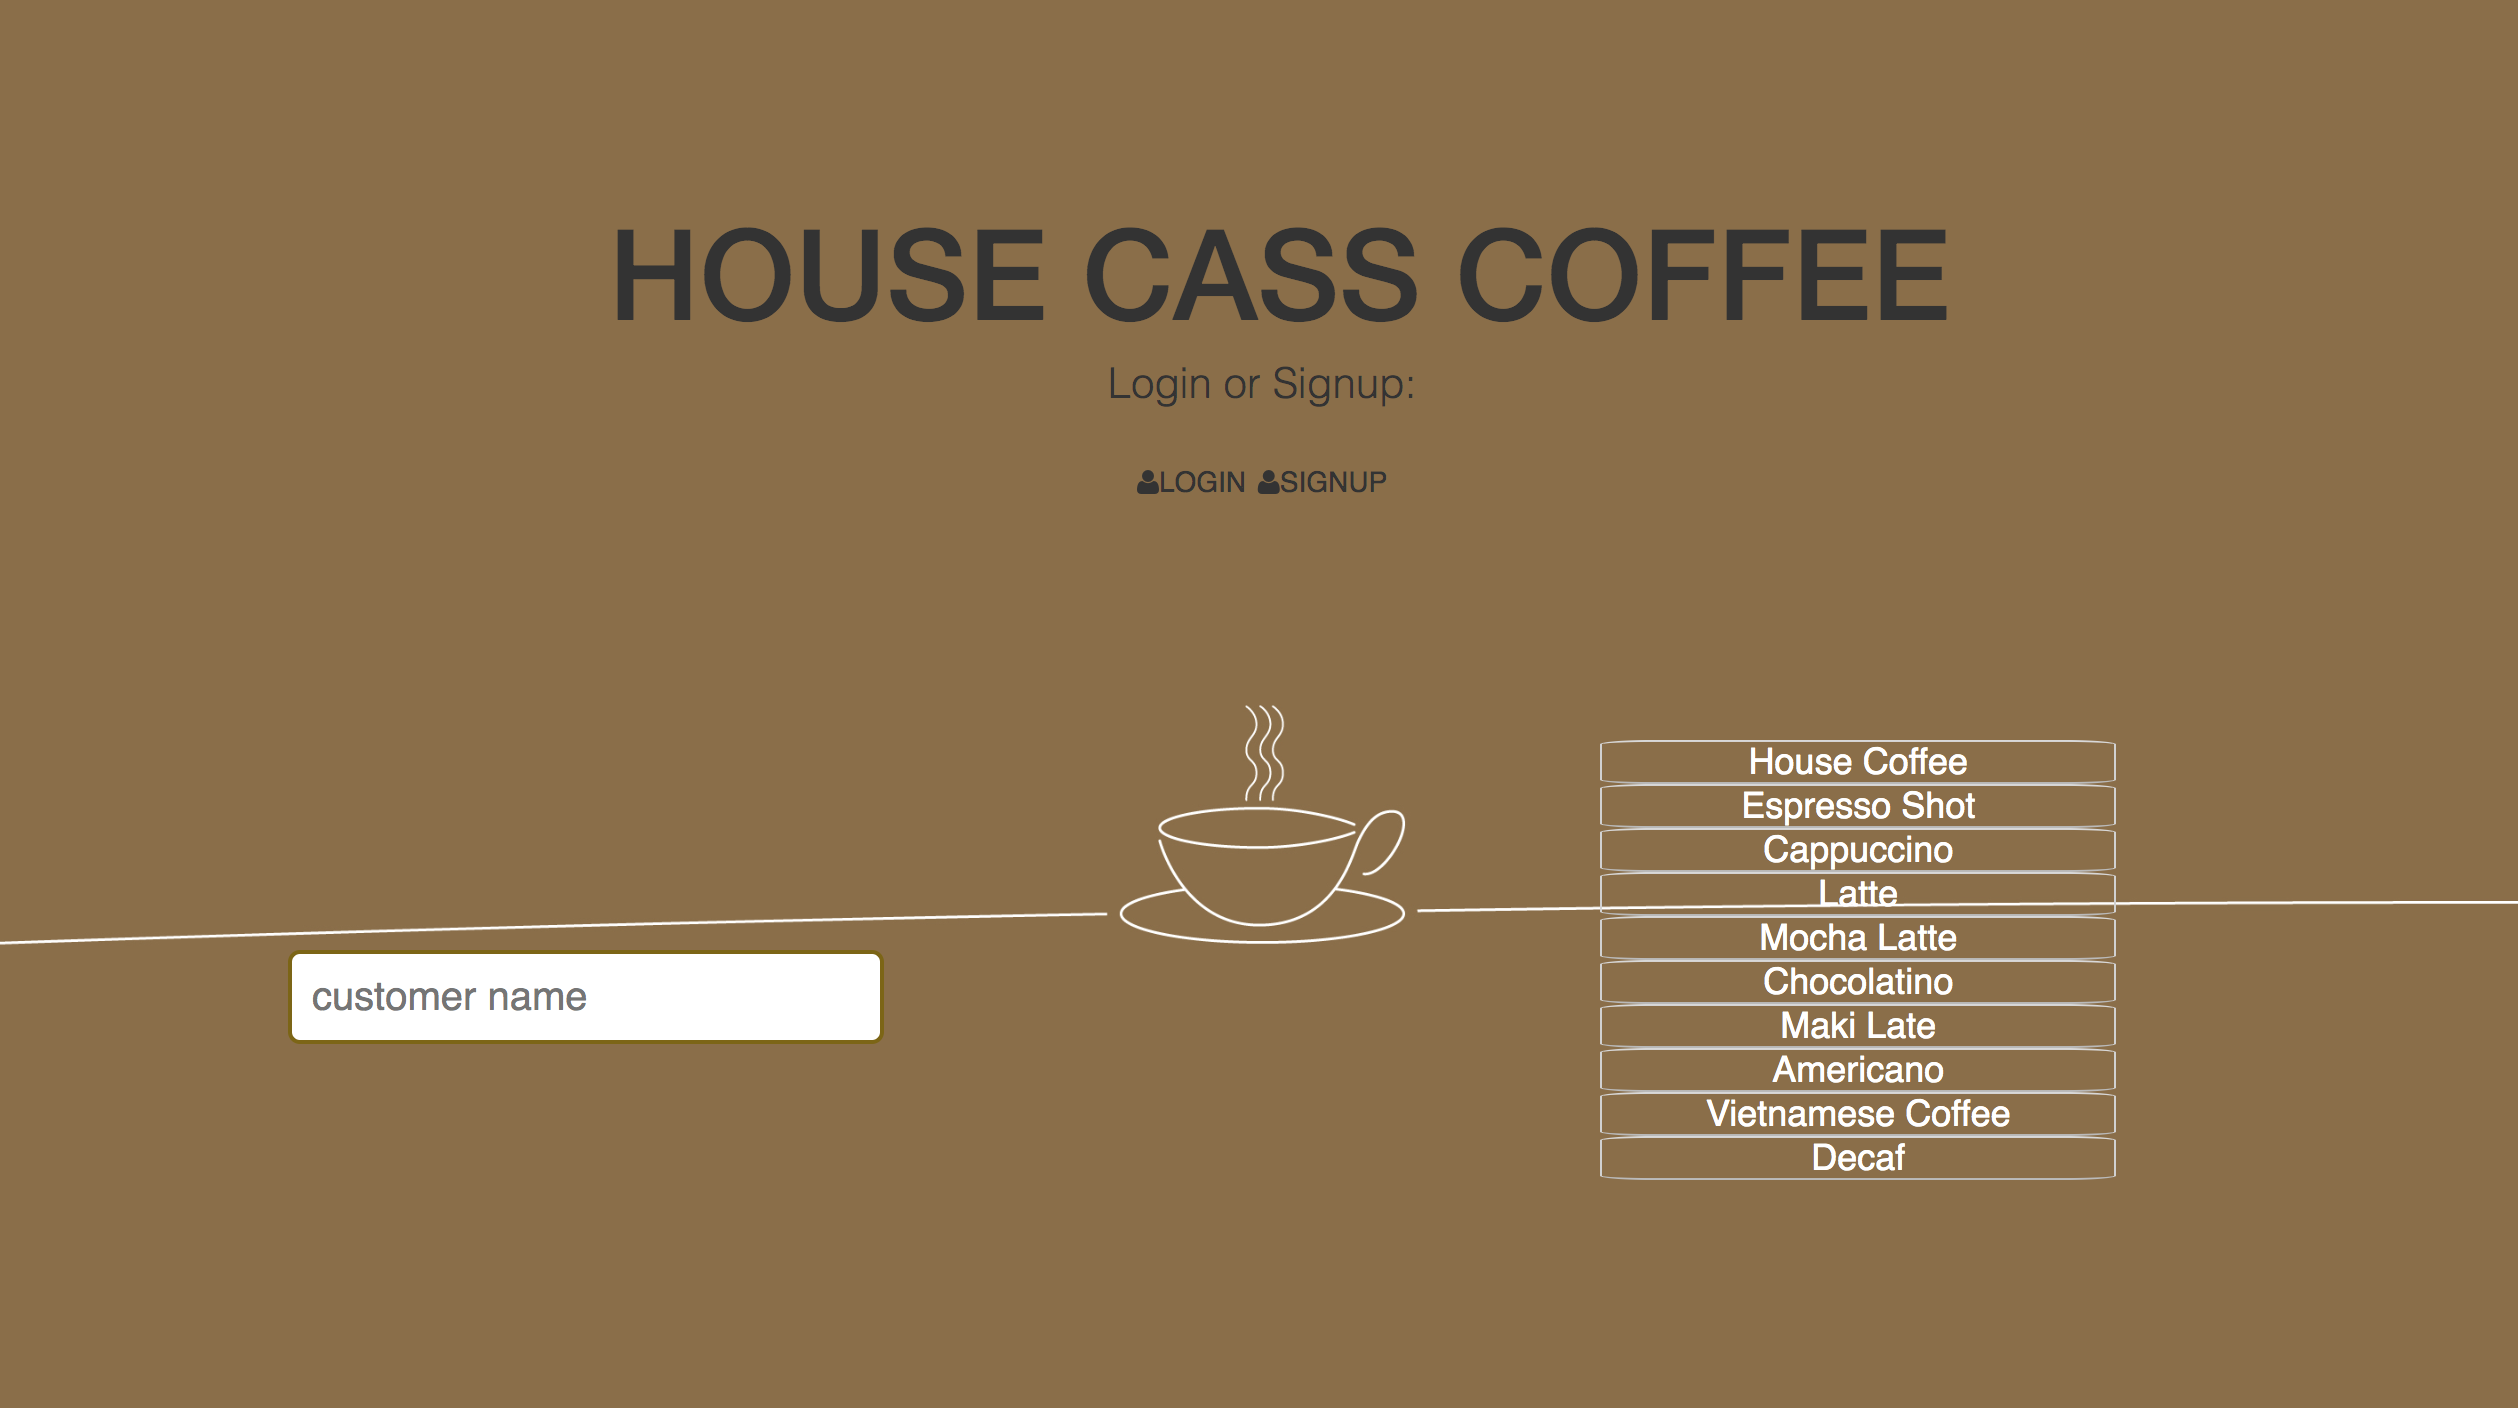 HOUSE CASS COFFEE
Login or Signup:
LOGIN SIGNUP
customer name
House Coffee
Espresso Shot
Cappuccino
Latte
Mocha Latte
Chocolatino
Maki Late
Americano
Vietnamese Coffee
Decaf